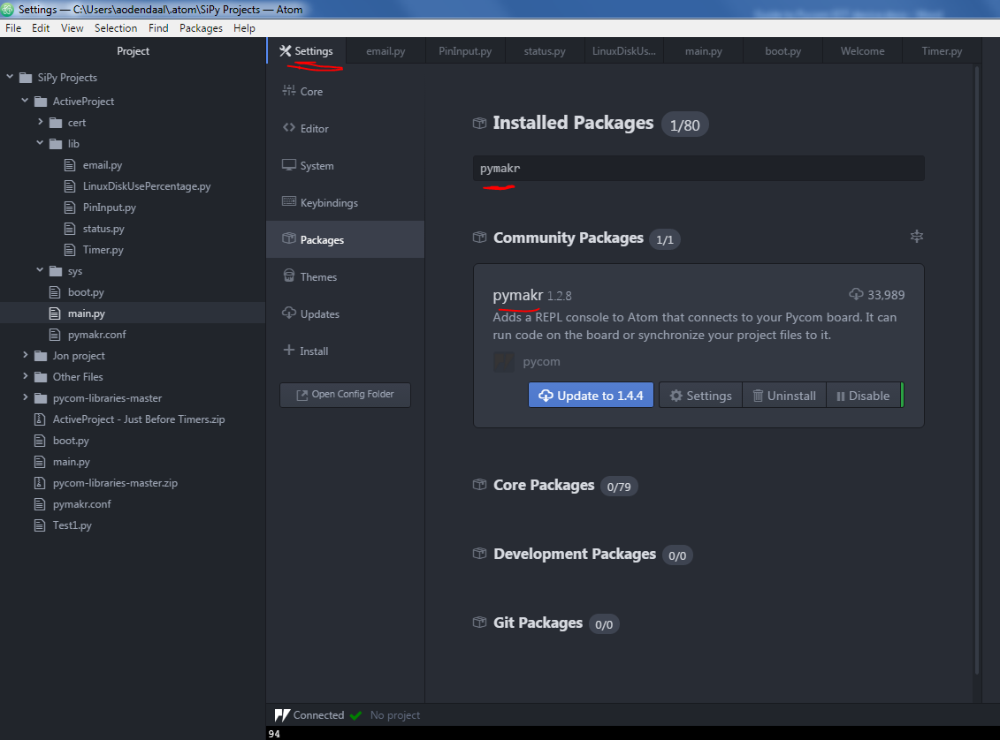 Settings — C:\Users\aodendaal\.atom\SiPy Projects — Atom
File Edit View Selection Find Packages Help
Project
SiPy Projects
ActiveProject
cert
lib
email.py
LinuxDiskUsePercentage.py
PinInput.py
status.py
Timer.py
sys
boot.py
main.py
pymakr.conf
Jon project
Other Files
pycom-libraries-master
ActiveProject - Just Before Timers.zip
boot.py
main.py
pycom-libraries-master.zip
pymakr.conf
Test1.py
Settings email.py PinInput.py status.py LinuxDiskUs... main.py boot.py Welcome Timer.py
Core
Editor
System
Keybindings
Packages
Themes
Updates
Install
Open Config Folder
Installed Packages 1/80
pymakr
Community Packages 1/1
pymakr 1.2.8 33,989
Adds a REPL console to Atom that connects to your Pycom board. It can
run code on the board or synchronize your project files to it.
pycom
Update to 1.4.4 Settings Uninstall Disable
Core Packages 0/79
Development Packages 0/0
Git Packages 0/0
Connected No project
94